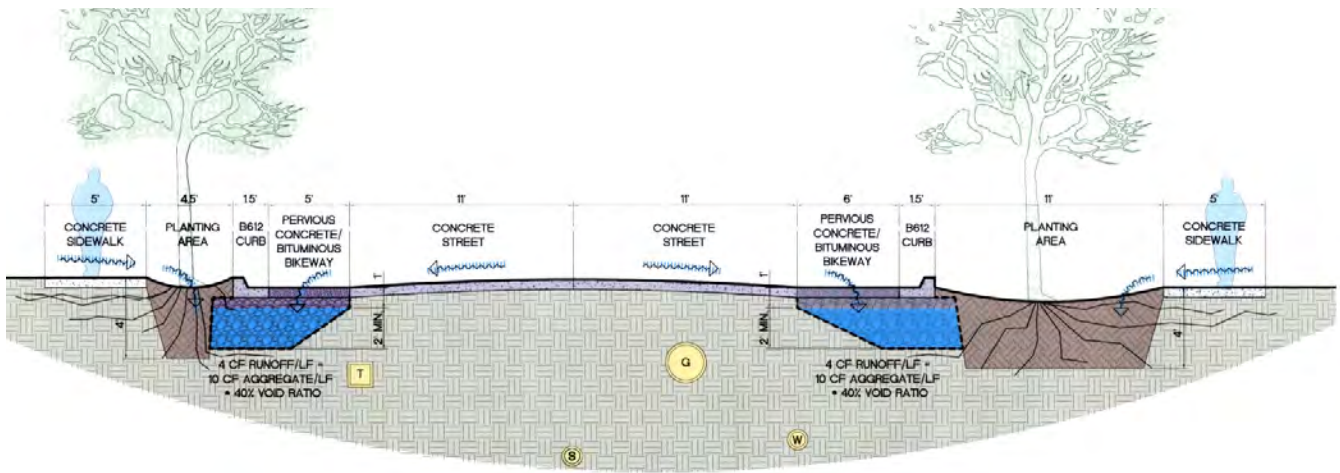 5' 4.5' 1.5' 5' 11' 11' 6' 1.5' 11' 5'
CONCRETE
SIDEWALK
PLANTING
AREA
B612
CURB
PERVIOUS
CONCRETE/
BITUMINOUS
BIKEWAY
CONCRETE
STREET
CONCRETE
STREET
PERVIOUS
CONCRETE/
BITUMINOUS
BIKEWAY
B612
CURB
PLANTING
AREA
CONCRETE
SIDEWALK
4'
1'
2' MIN.
1'
2' MIN.
4'
4 CF RUNOFF/LF =
10 CF AGGREGATE/LF
= 40% VOID RATIO
T
G
4 CF RUNOFF/LF =
10 CF AGGREGATE/LF
= 40% VOID RATIO
S
W